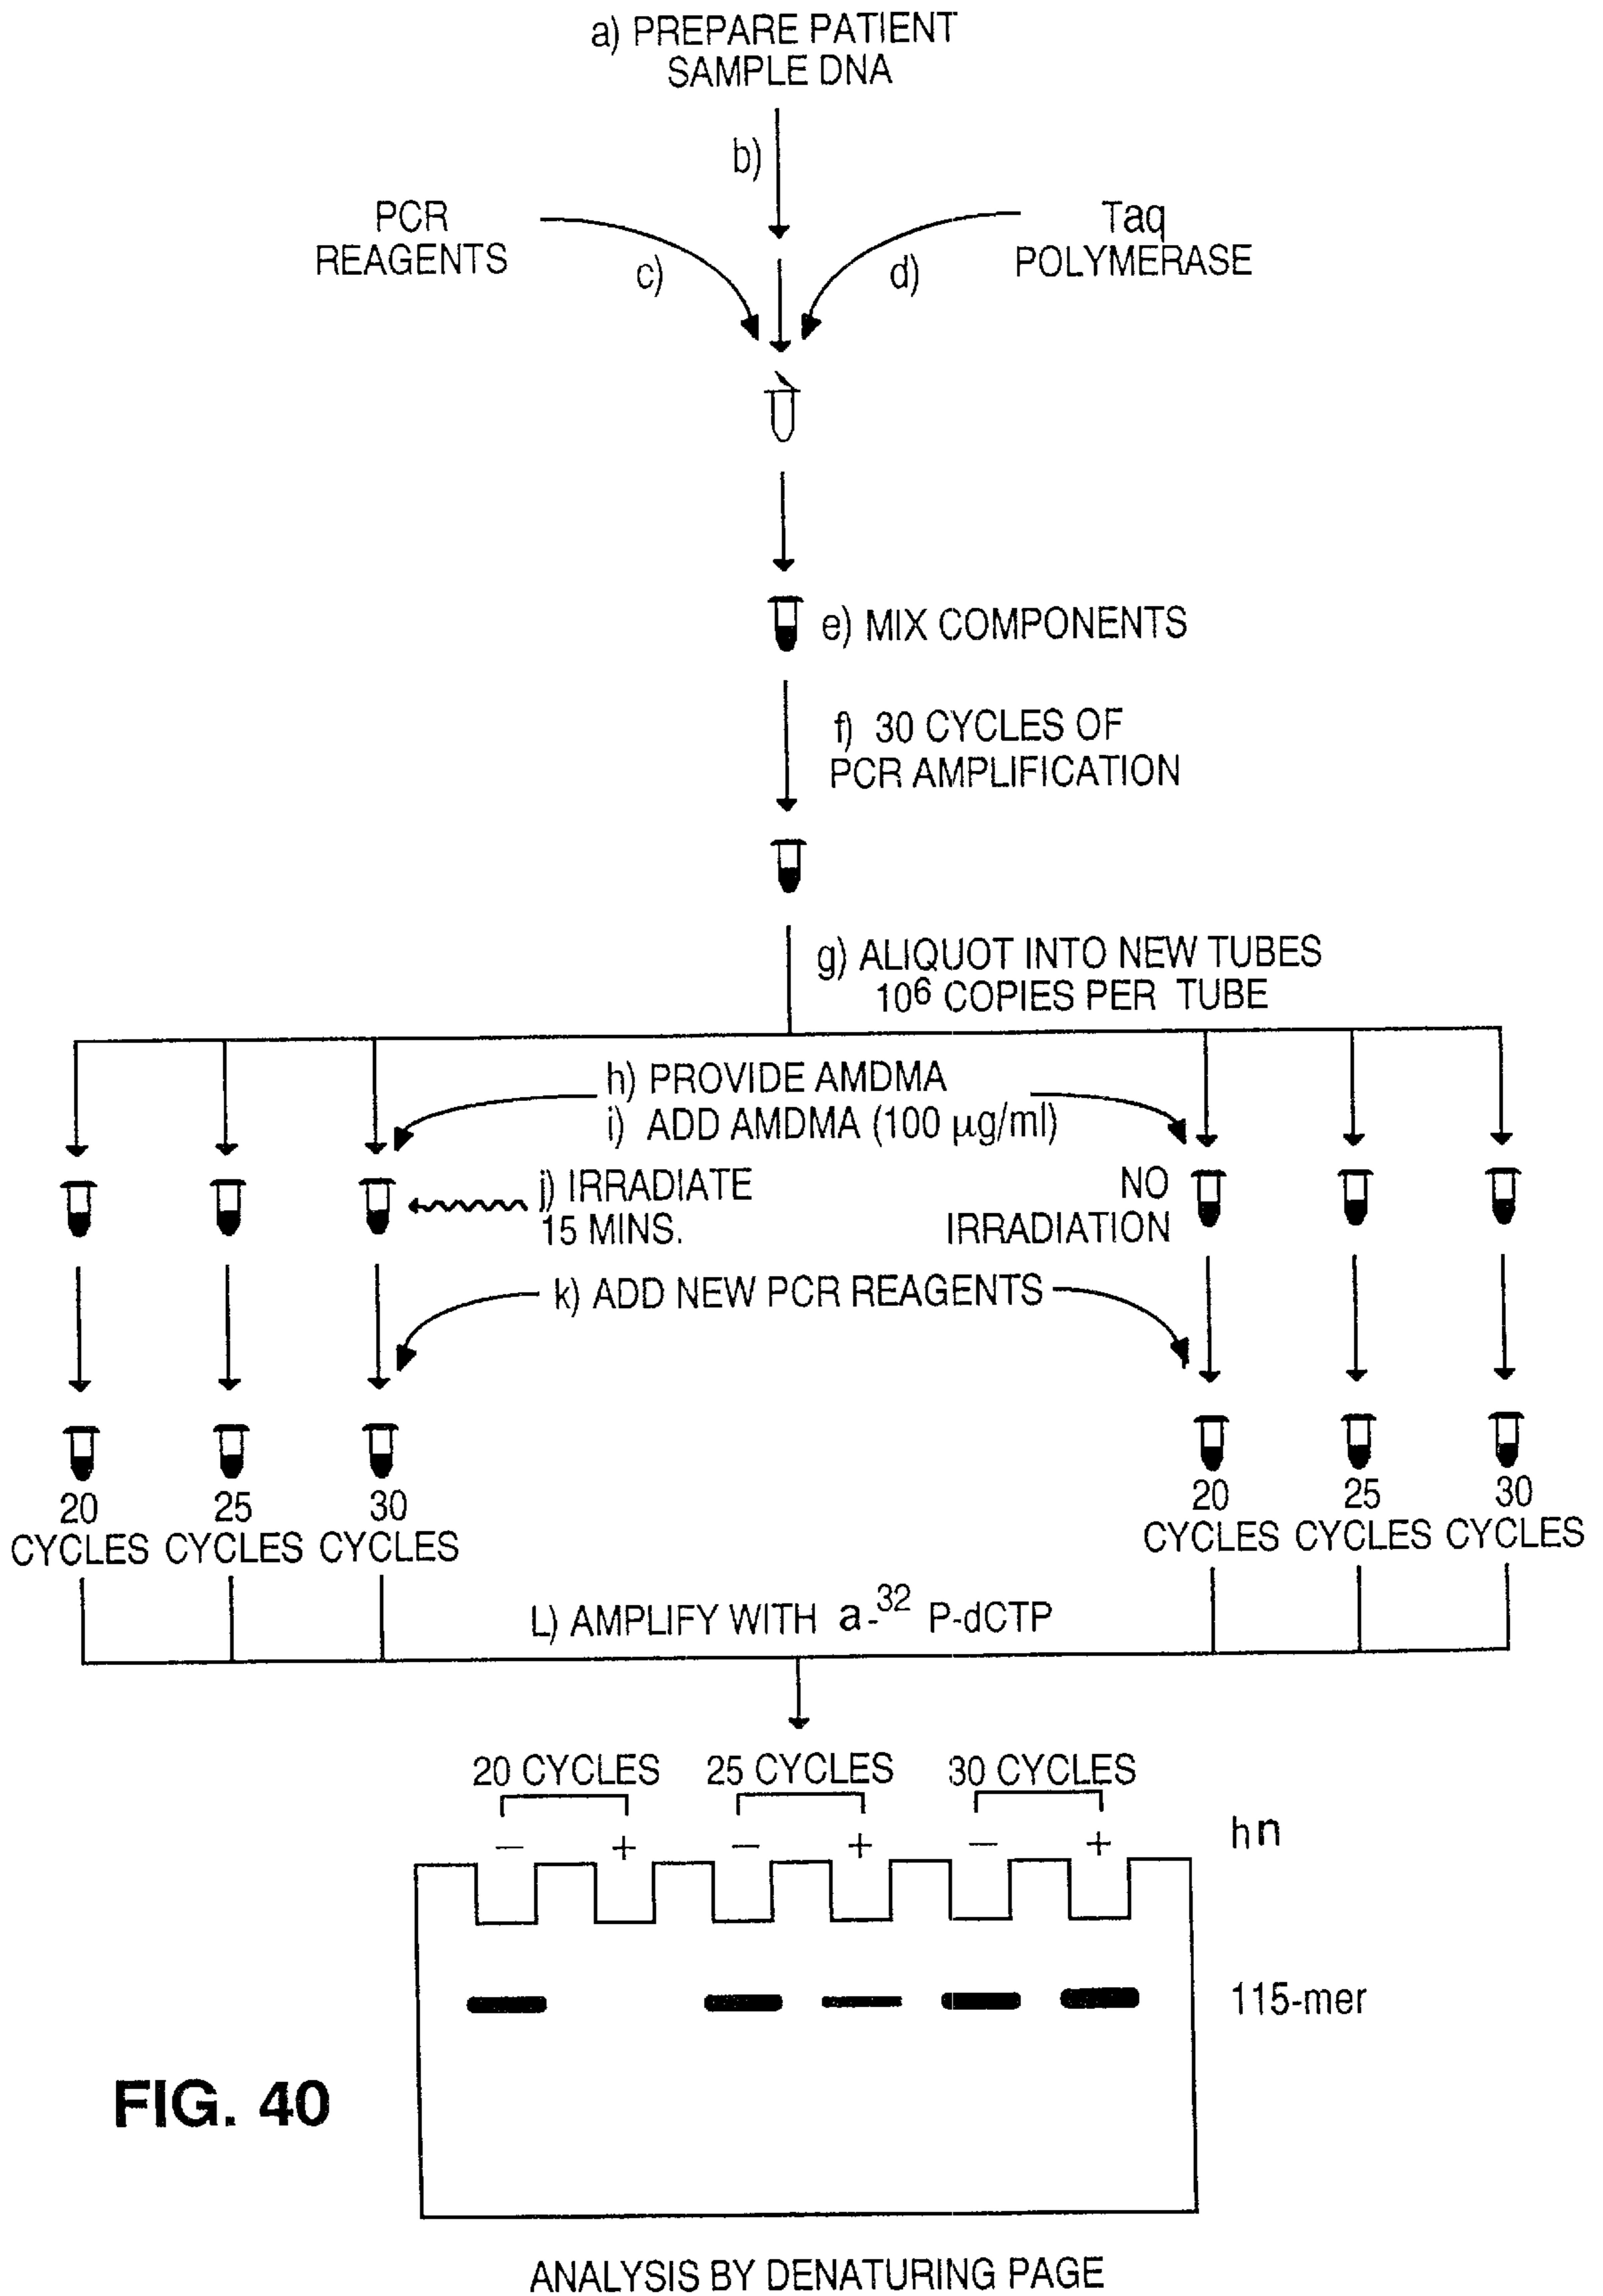 a) PREPARE PATIENT
SAMPLE DNA
b)
PCR
REAGENTS
c)
d)
Taq
POLYMERASE
e) MIX COMPONENTS
f) 30 CYCLES OF
PCR AMPLIFICATION
g) ALIQUOT INTO NEW TUBES
10⁶ COPIES PER TUBE
h) PROVIDE AMDMA
i) ADD AMDMA (100 µg/ml)
j) IRRADIATE
15 MINS.
NO
IRRADIATION
k) ADD NEW PCR REAGENTS
20
CYCLES
25
CYCLES
30
CYCLES
20
CYCLES
25
CYCLES
30
CYCLES
L) AMPLIFY WITH a-³² P-dCTP
20 CYCLES 25 CYCLES 30 CYCLES
– + – + – + hn
115-mer
FIG. 40
ANALYSIS BY DENATURING PAGE